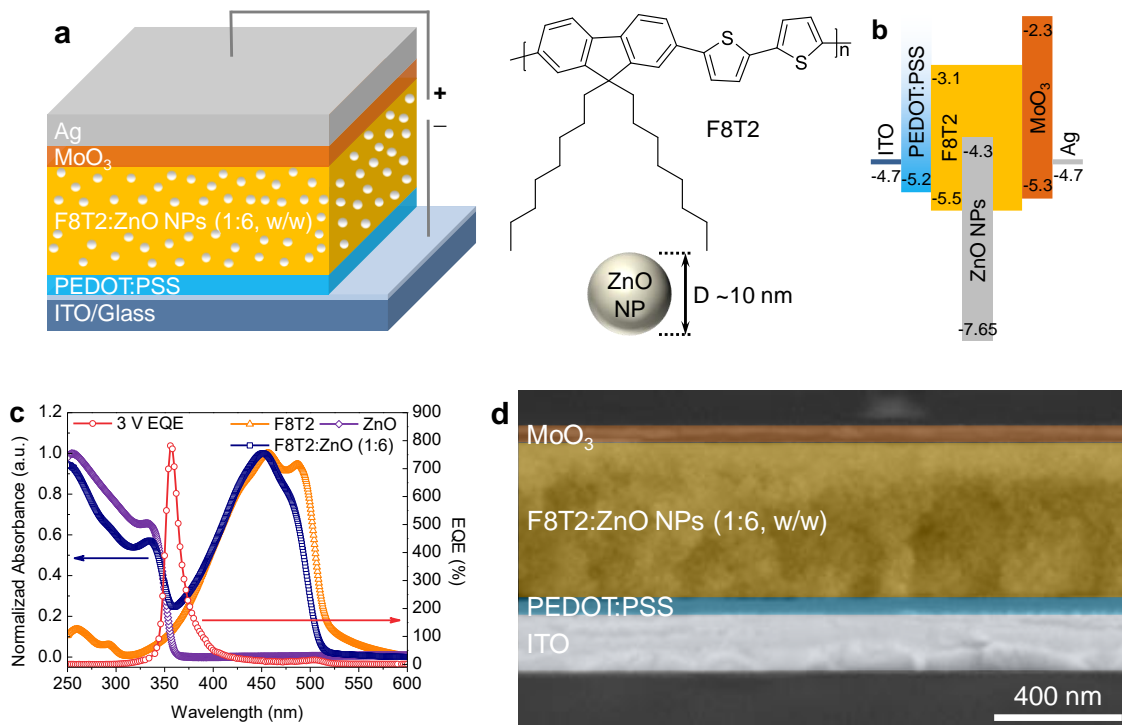 a
+
–
Ag
MoO3
F8T2:ZnO NPs (1:6, w/w)
PEDOT:PSS
ITO/Glass
n
S
S
F8T2
ZnO
NP
D ~10 nm
b
ITO
-4.7
PEDOT:PSS
-5.2
F8T2
-3.1
-5.5
-4.3
ZnO NPs
-7.65
-2.3
MoO3
-5.3
Ag
-4.7
c
3 V EQE
F8T2
ZnO
F8T2:ZnO (1:6)
Normalizad Absorbance (a.u.)
1.2
1.0
0.8
0.6
0.4
0.2
0.0
900
800
700
600
500
400
300
200
100
0
EQE (%)
250 300 350 400 450 500 550 600
Wavelength (nm)
d
MoO3
F8T2:ZnO NPs (1:6, w/w)
PEDOT:PSS
ITO
400 nm